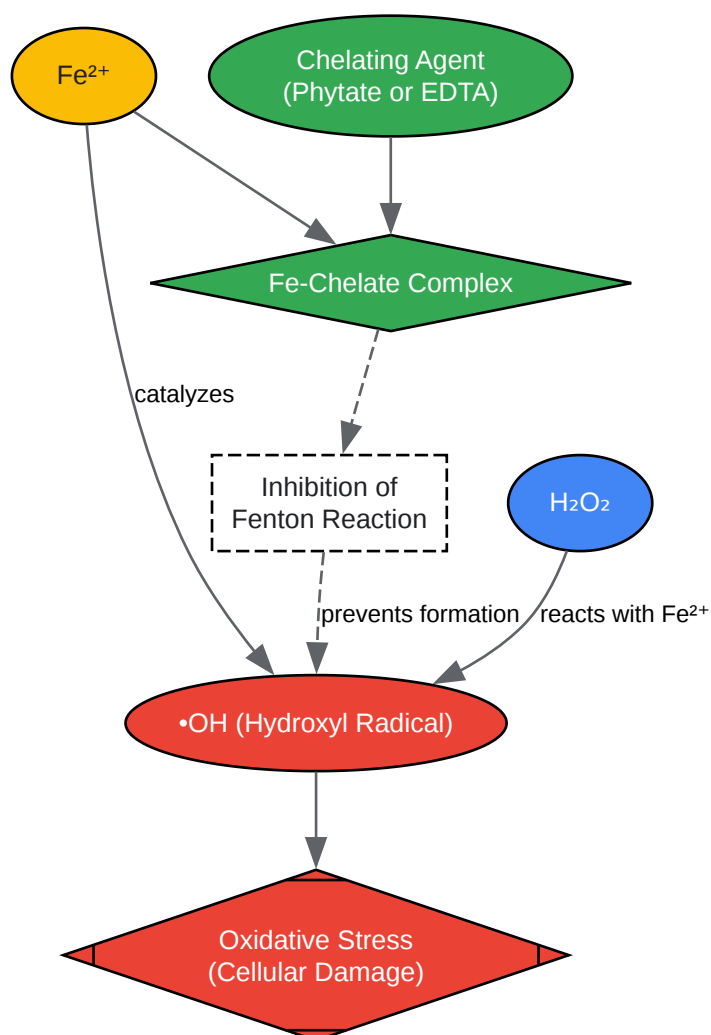 Fe²⁺
Chelating Agent
(Phytate or EDTA)
Fe-Chelate Complex
catalyzes
Inhibition of
Fenton Reaction
H₂O₂
prevents formation
reacts with Fe²⁺
•OH (Hydroxyl Radical)
Oxidative Stress
(Cellular Damage)